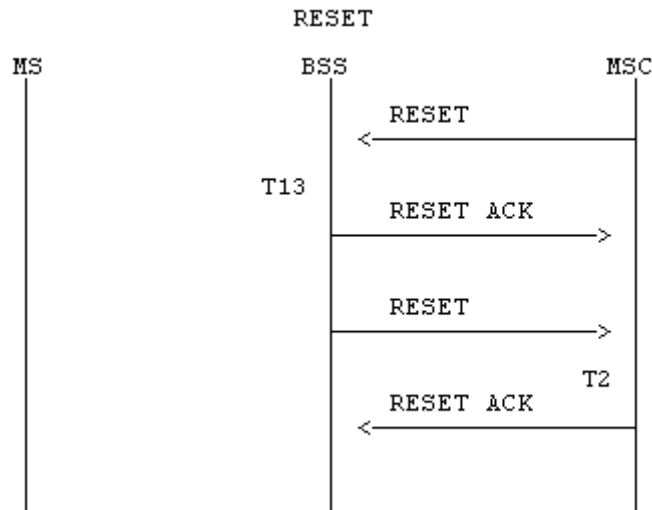 RESET
MS BSS MSC
RESET
T13
RESET ACK
RESET
T2
RESET ACK